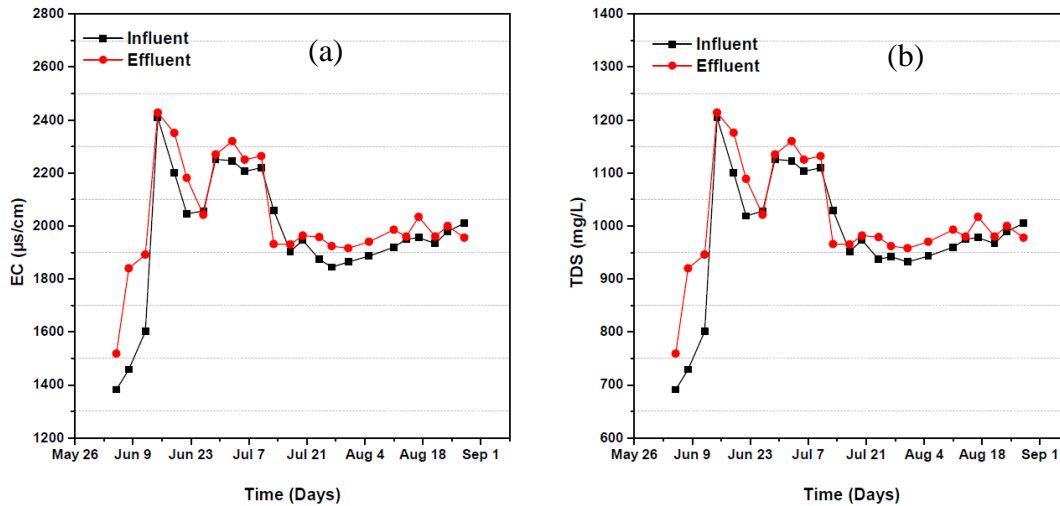 (a)
Influent
Effluent
EC (µs/cm)
2800
2600
2400
2200
2000
1800
1600
1400
1200
May 26 Jun 9 Jun 23 Jul 7 Jul 21 Aug 4 Aug 18 Sep 1
Time (Days)
(b)
Influent
Effluent
TDS (mg/L)
1400
1300
1200
1100
1000
900
800
700
600
May 26 Jun 9 Jun 23 Jul 7 Jul 21 Aug 4 Aug 18 Sep 1
Time (Days)